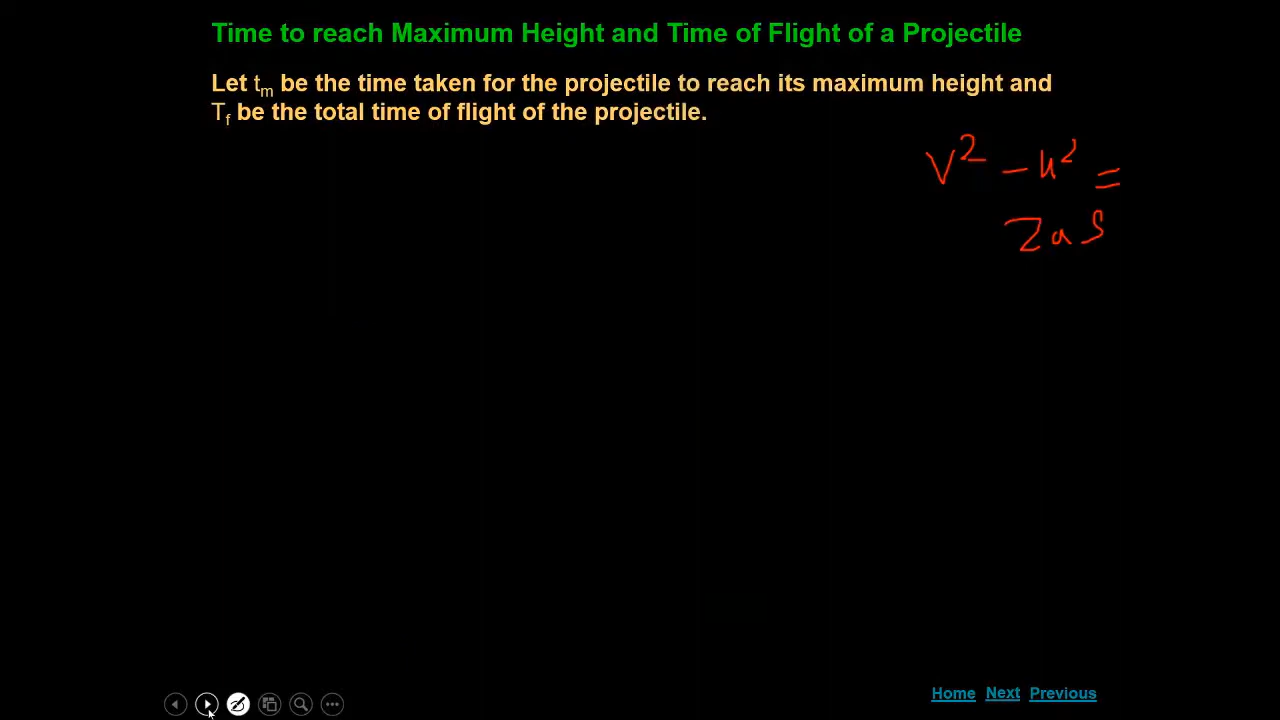 Time to reach Maximum Height and Time of Flight of a Projectile
Let tm be the time taken for the projectile to reach its maximum height and
Tf be the total time of flight of the projectile.
V² - u² =
2as
Home Next Previous